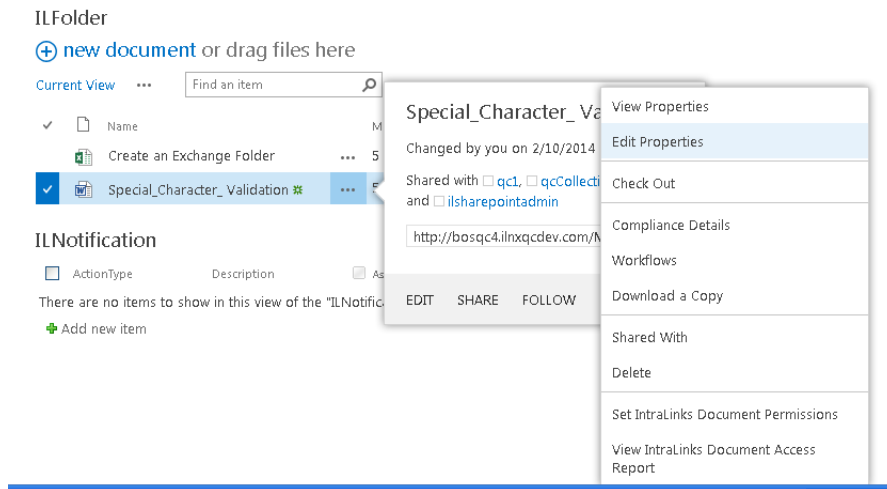 ILFolder
new document or drag files here
Current View ••• Find an item
Name M
Create an Exchange Folder ••• 5
Special_Character_ Validation ••• 5
Special_Character_ Va
Changed by you on 2/10/2014
Shared with qc1, qcCollecti
and ilsharepointadmin
http://bosqc4.ilnxqcdev.com/M
EDIT SHARE FOLLOW
View Properties
Edit Properties
Check Out
Compliance Details
Workflows
Download a Copy
Shared With
Delete
Set IntraLinks Document Permissions
View IntraLinks Document Access
Report
ILNotification
ActionType Description As
There are no items to show in this view of the "ILNotific
Add new item